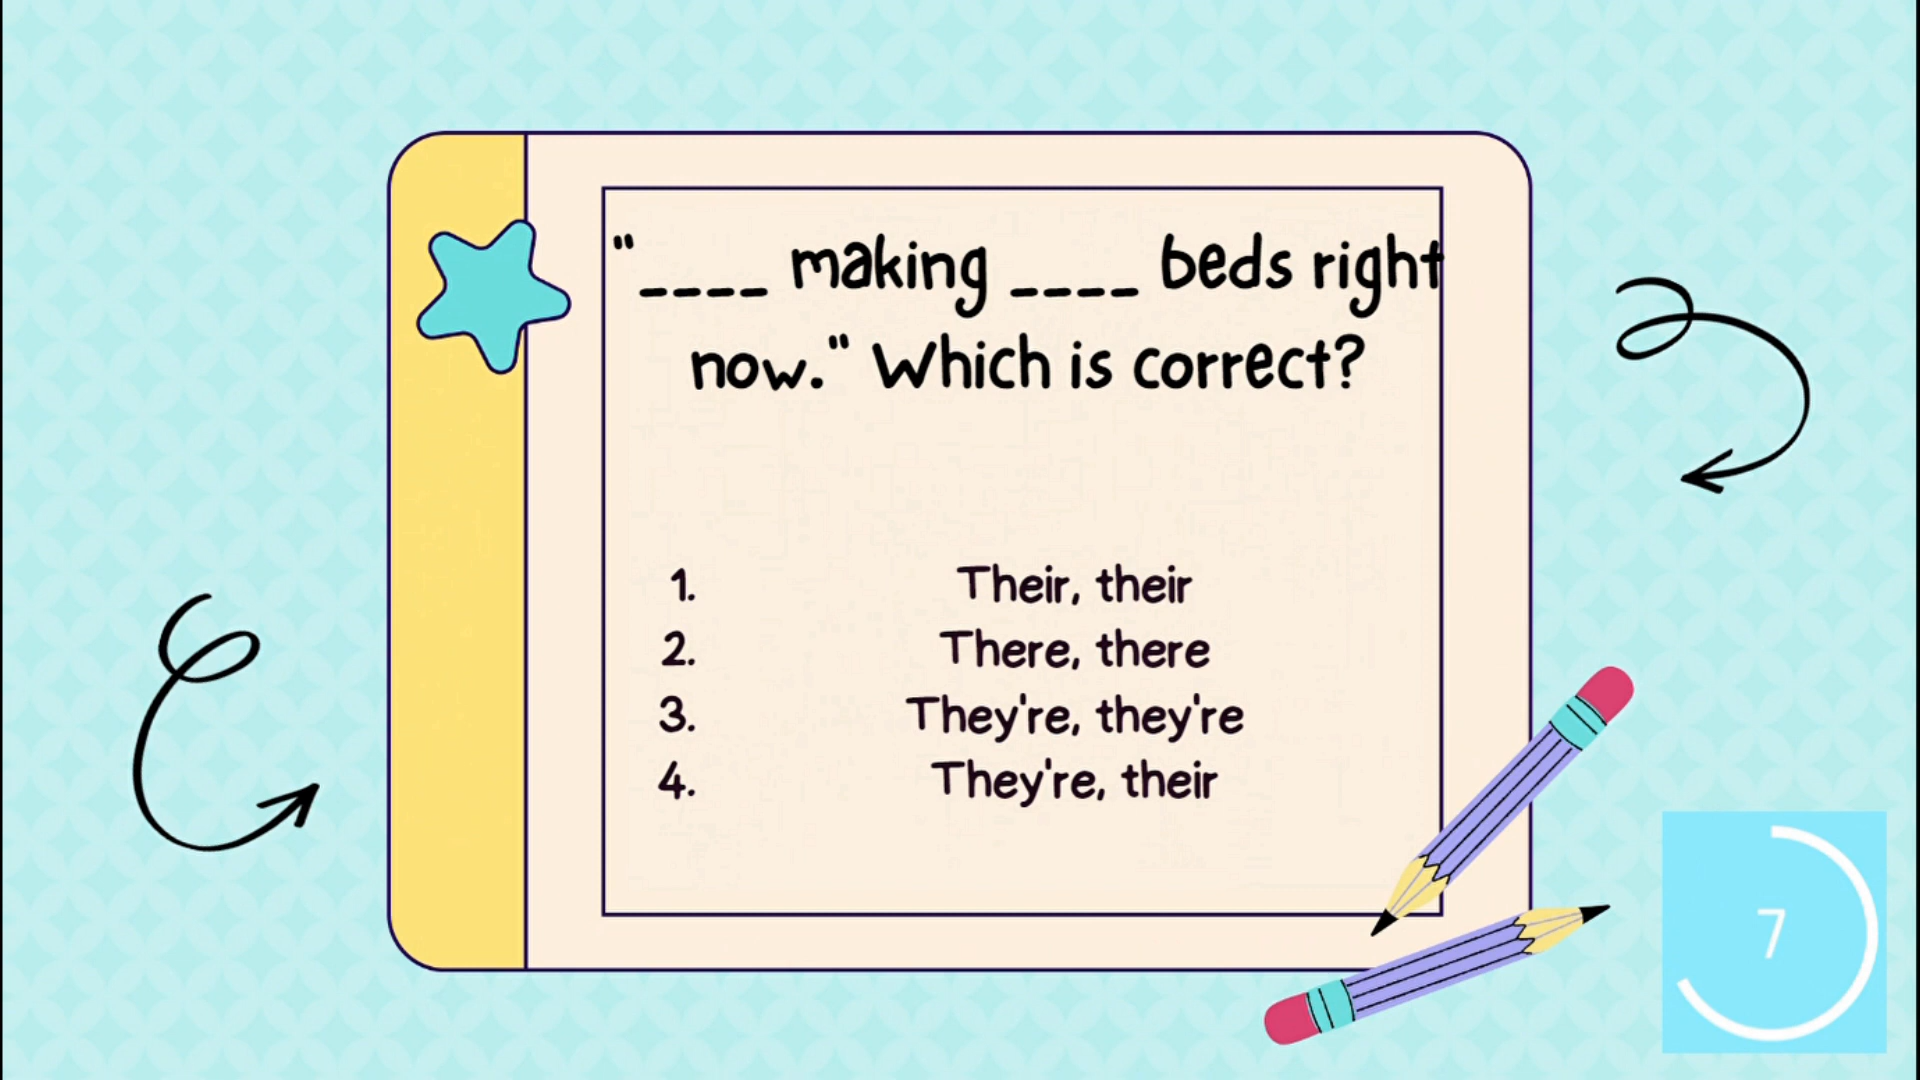 "____ making ____ beds right
now." Which is correct?
1. Their, their
2. There, there
3. They're, they're
4. They're, their
7